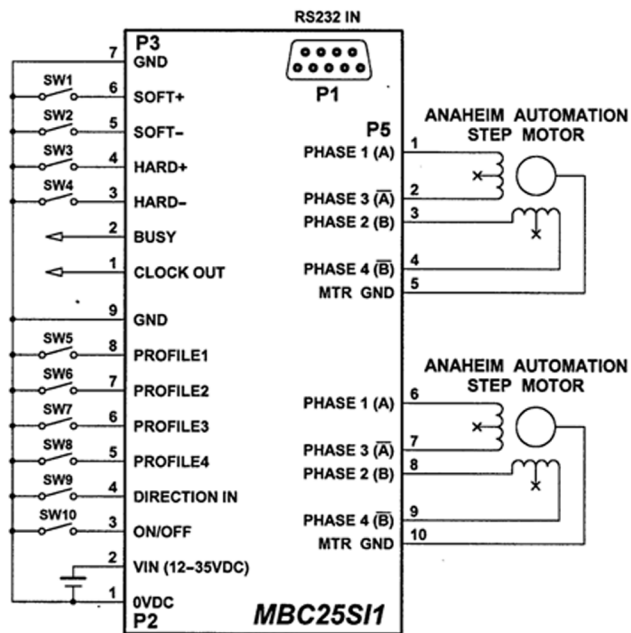 RS232 IN
P3
P1
7
GND
SW1
6
SOFT+
SW2
5
SOFT–
SW3
4
HARD+
SW4
3
HARD–
2
BUSY
1
CLOCK OUT
9
GND
SW5
8
PROFILE1
SW6
7
PROFILE2
SW7
6
PROFILE3
SW8
5
PROFILE4
SW9
4
DIRECTION IN
SW10
3
ON/OFF
2
VIN (12–35VDC)
1
0VDC
P2
MBC25SI1
P5
PHASE 1 (A)
1
PHASE 3 (A̅)
2
PHASE 2 (B)
3
PHASE 4 (B̅)
4
MTR GND
5
ANAHEIM AUTOMATION
STEP MOTOR
PHASE 1 (A)
6
PHASE 3 (A̅)
7
PHASE 2 (B)
8
PHASE 4 (B̅)
9
MTR GND
10
ANAHEIM AUTOMATION
STEP MOTOR